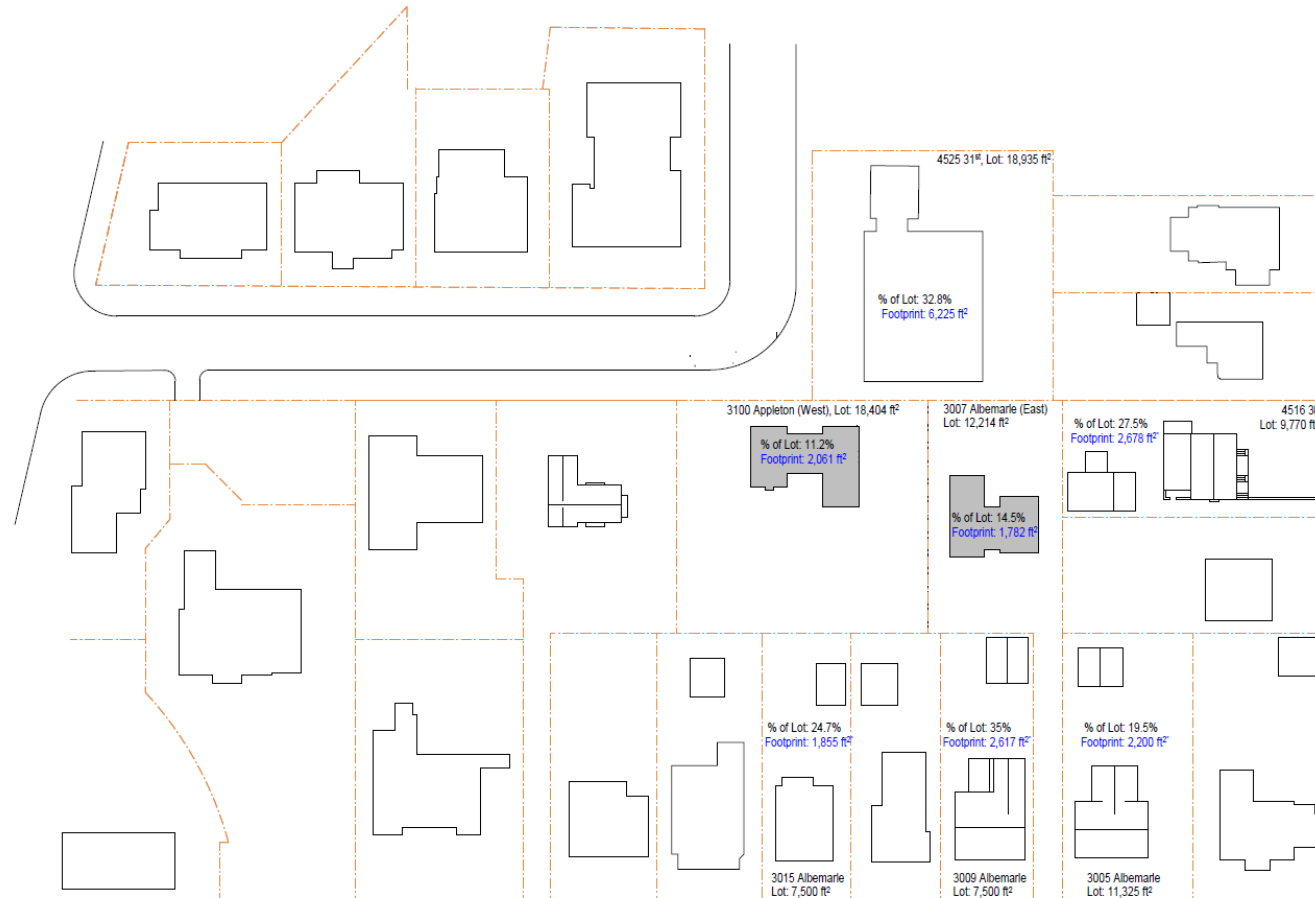 4525 31st, Lot: 18,935 ft²
% of Lot: 32.8%
Footprint: 6,225 ft²
3100 Appleton (West), Lot: 18,404 ft²
% of Lot: 11.2%
Footprint: 2,061 ft²
3007 Albemarle (East)
Lot: 12,214 ft²
% of Lot: 14.5%
Footprint: 1,782 ft²
4516 30
Lot: 9,770 ft
% of Lot: 27.5%
Footprint: 2,678 ft²*
% of Lot: 24.7%
Footprint: 1,855 ft²*
% of Lot: 35%
Footprint: 2,617 ft²*
% of Lot: 19.5%
Footprint: 2,200 ft²*
3015 Albemarle
Lot: 7,500 ft²
3009 Albemarle
Lot: 7,500 ft²
3005 Albemarle
Lot: 11,325 ft²